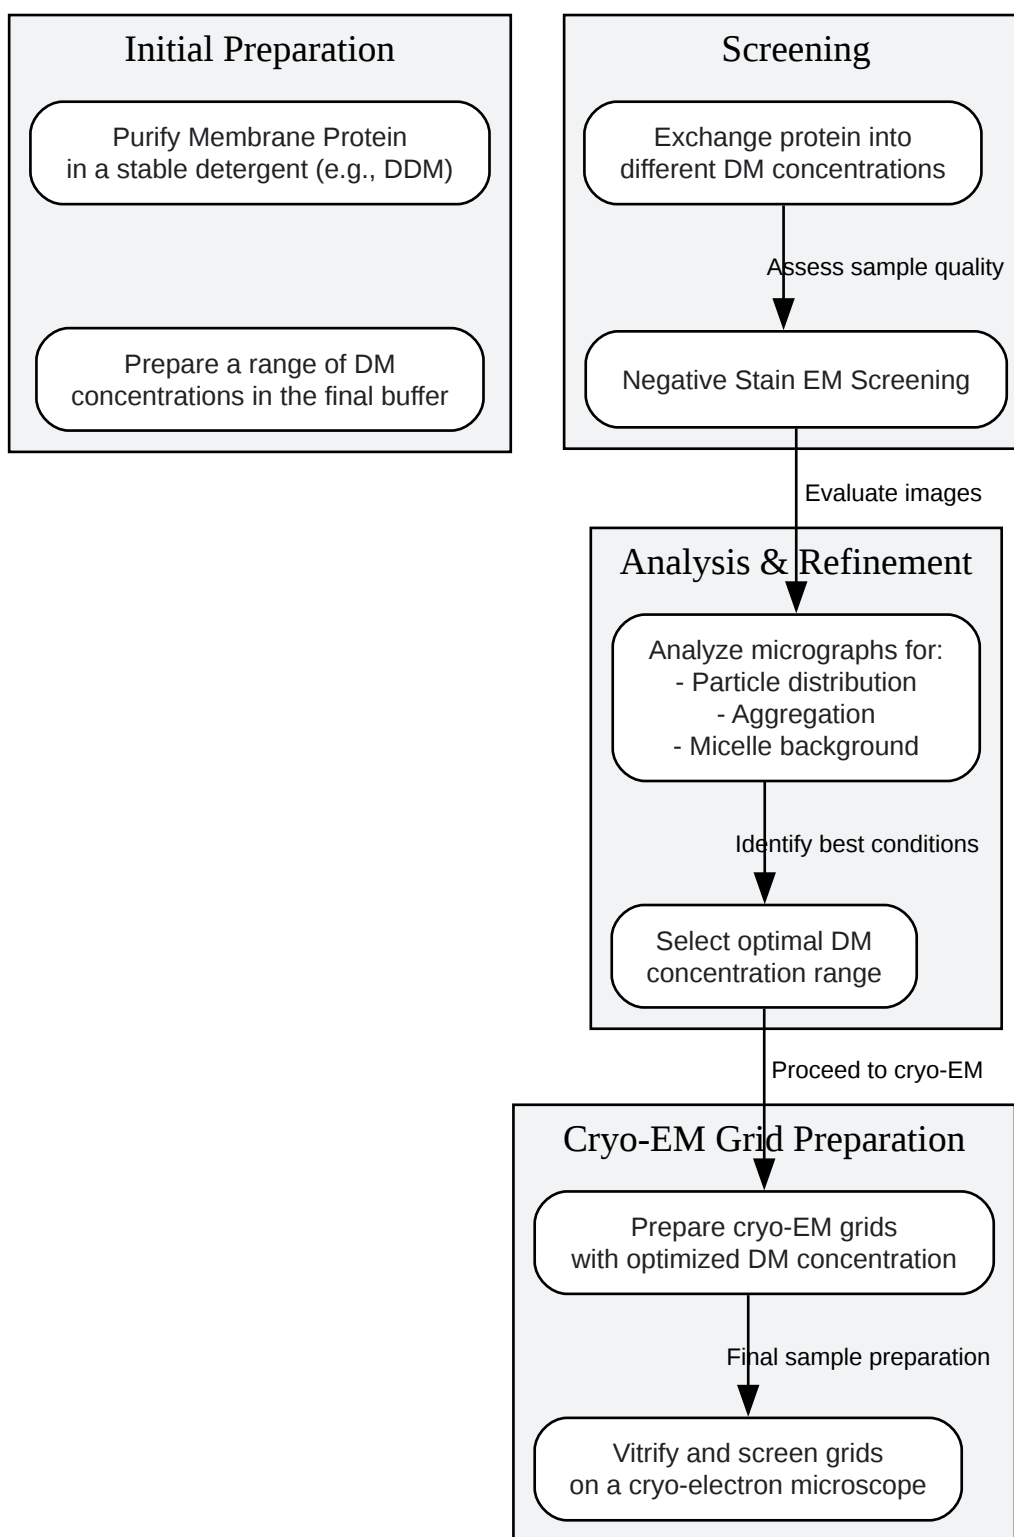 Initial Preparation
Purify Membrane Protein
in a stable detergent (e.g., DDM)
Prepare a range of DM
concentrations in the final buffer
Screening
Exchange protein into
different DM concentrations
Assess sample quality
Negative Stain EM Screening
Evaluate images
Analysis & Refinement
Analyze micrographs for:
- Particle distribution
- Aggregation
- Micelle background
Identify best conditions
Select optimal DM
concentration range
Proceed to cryo-EM
Cryo-EM Grid Preparation
Prepare cryo-EM grids
with optimized DM concentration
Final sample preparation
Vitrify and screen grids
on a cryo-electron microscope